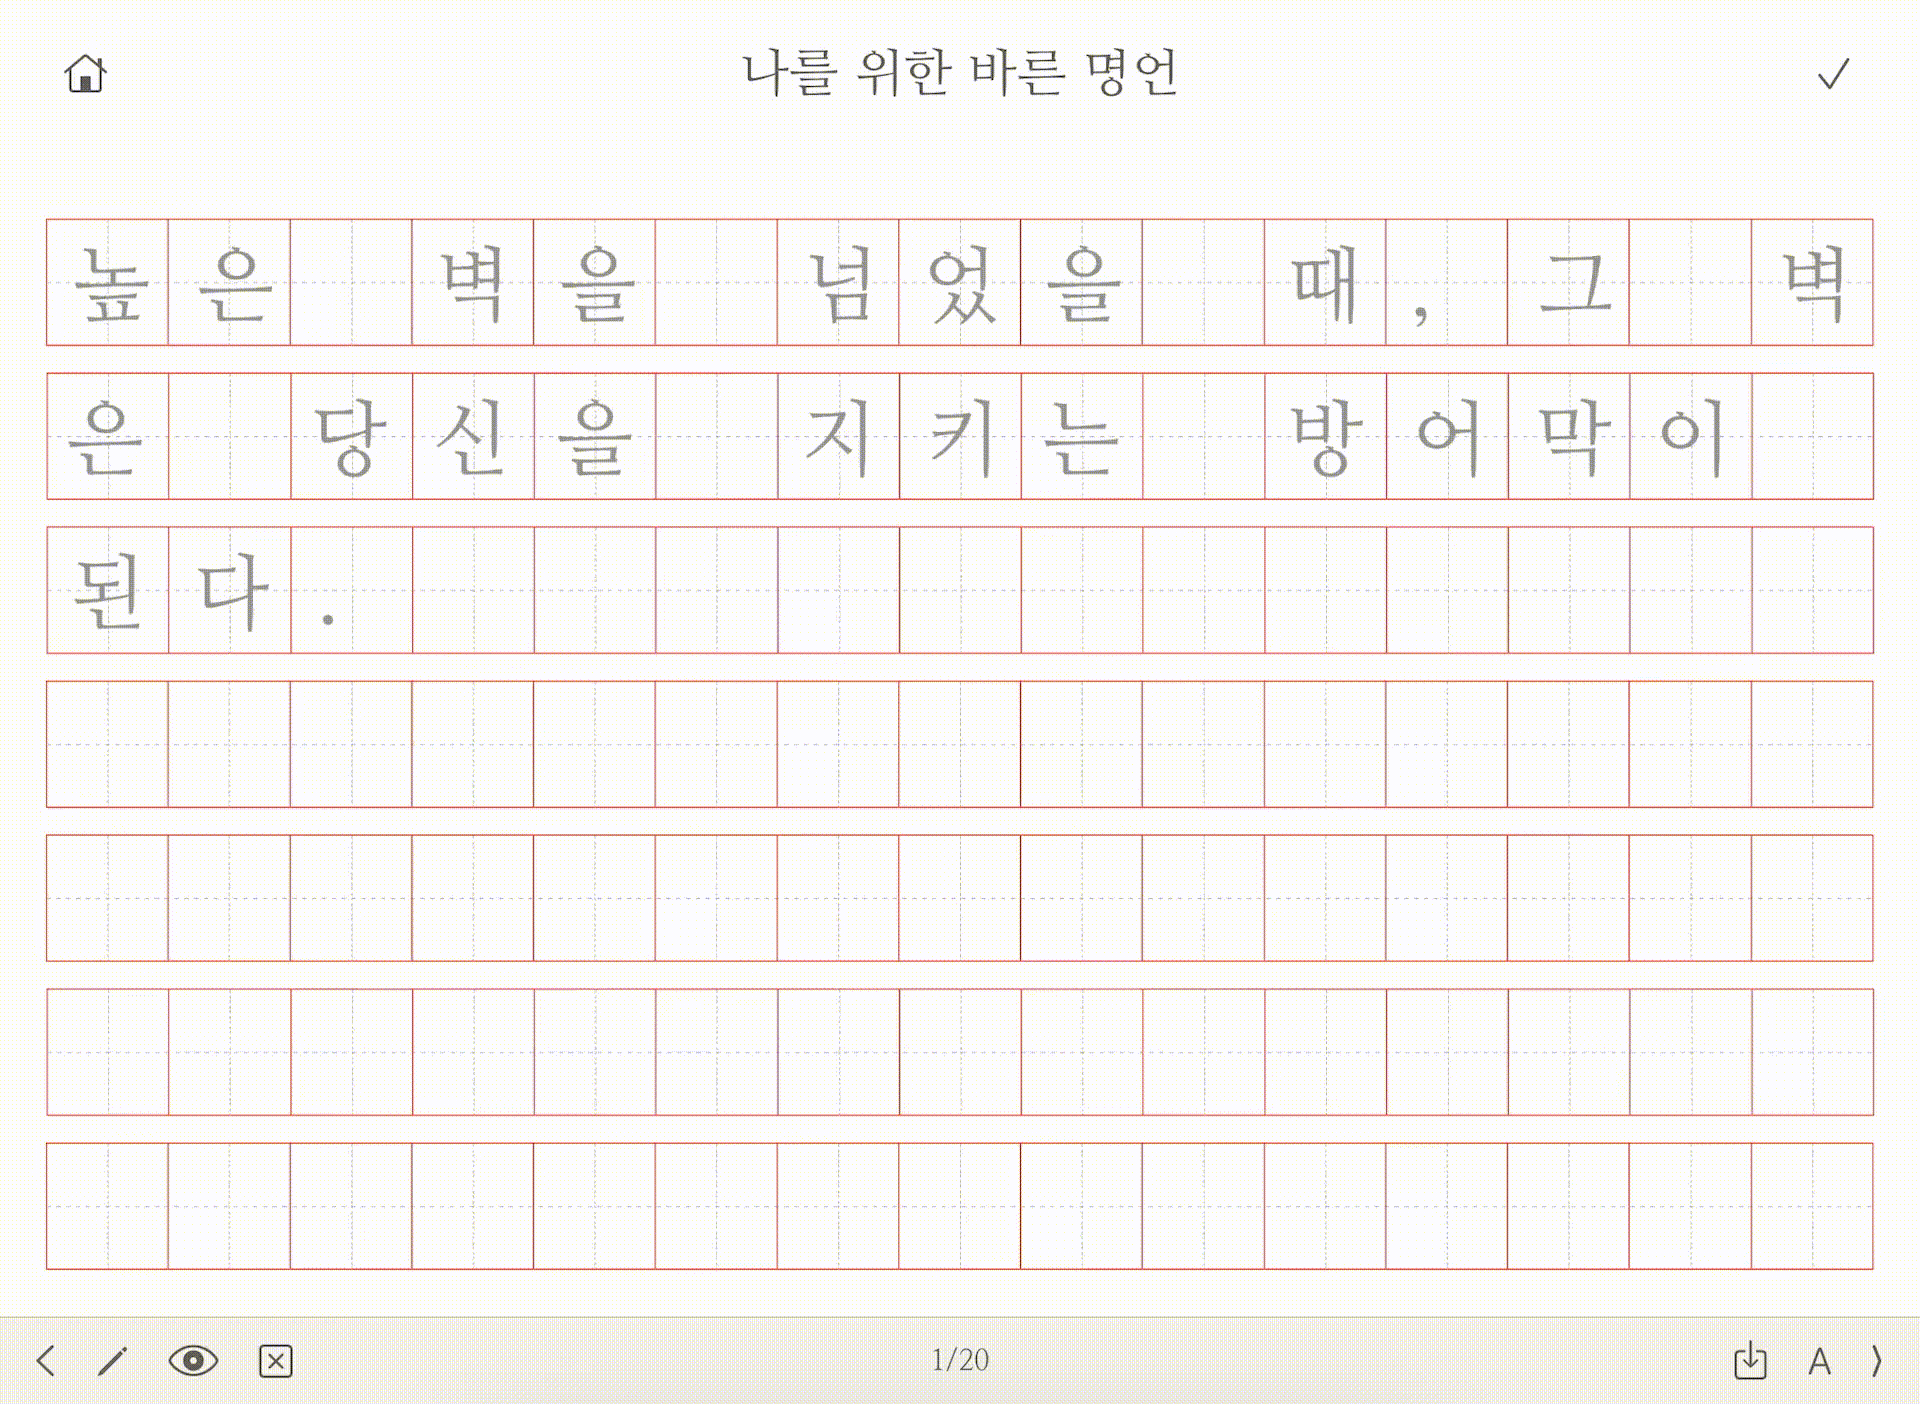 나를 위한 바른 명언
높은 벽을 넘었을 때, 그 벽
은 당신을 지키는 방어막이
된다.
1/20
A